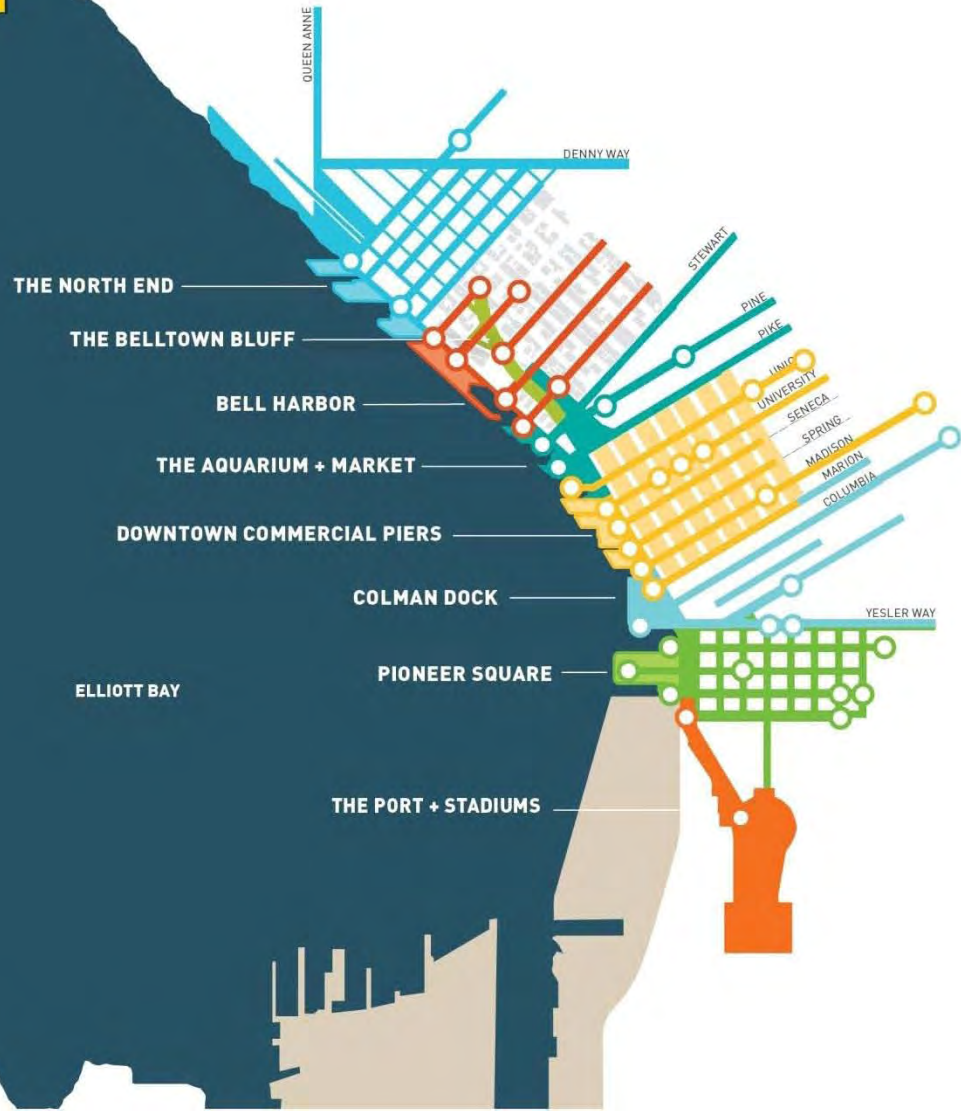 QUEEN ANNE
DENNY WAY
STEWART
THE NORTH END
PINE
THE BELLTOWN BLUFF
PIKE
UNIO
UNIVERSITY
BELL HARBOR
SENECA
SPRING
THE AQUARIUM + MARKET
MADISON
MARION
COLUMBIA
DOWNTOWN COMMERCIAL PIERS
COLMAN DOCK
YESLER WAY
PIONEER SQUARE
ELLIOTT BAY
THE PORT + STADIUMS